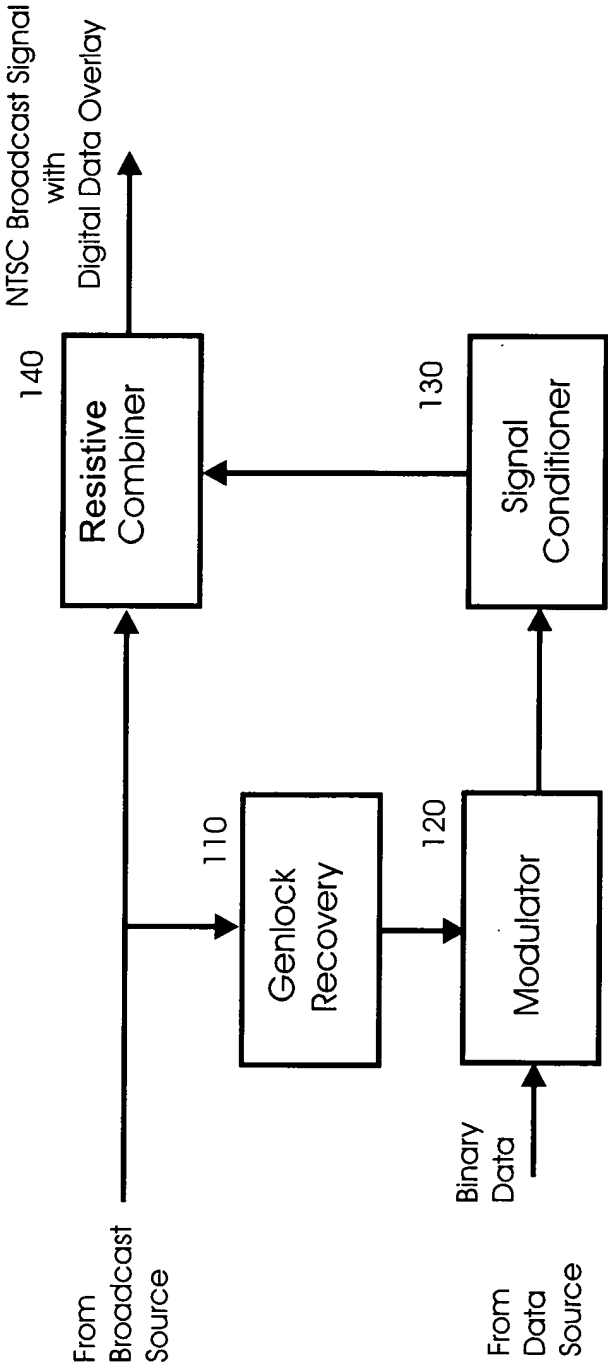 From
Broadcast
Source
110
Genlock
Recovery
140
Resistive
Combiner
NTSC Broadcast Signal
with
Digital Data Overlay
From
Data
Source
Binary
Data
120
Modulator
130
Signal
Conditioner